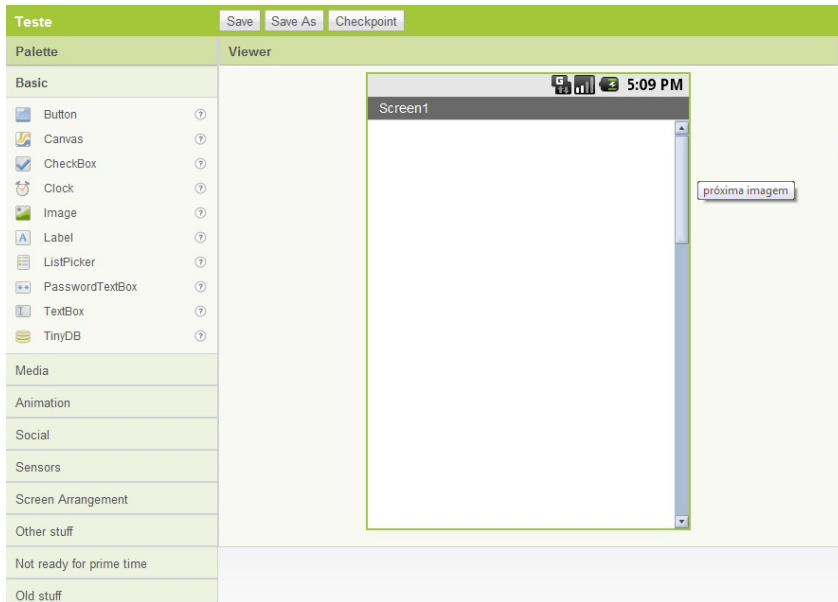 Teste
Save
Save As
Checkpoint
Palette
Viewer
Basic
Button
Canvas
CheckBox
Clock
Image
Label
ListPicker
PasswordTextBox
TextBox
TinyDB
Media
Animation
Social
Sensors
Screen Arrangement
Other stuff
Not ready for prime time
Old stuff
5:09 PM
Screen1
próxima imagem